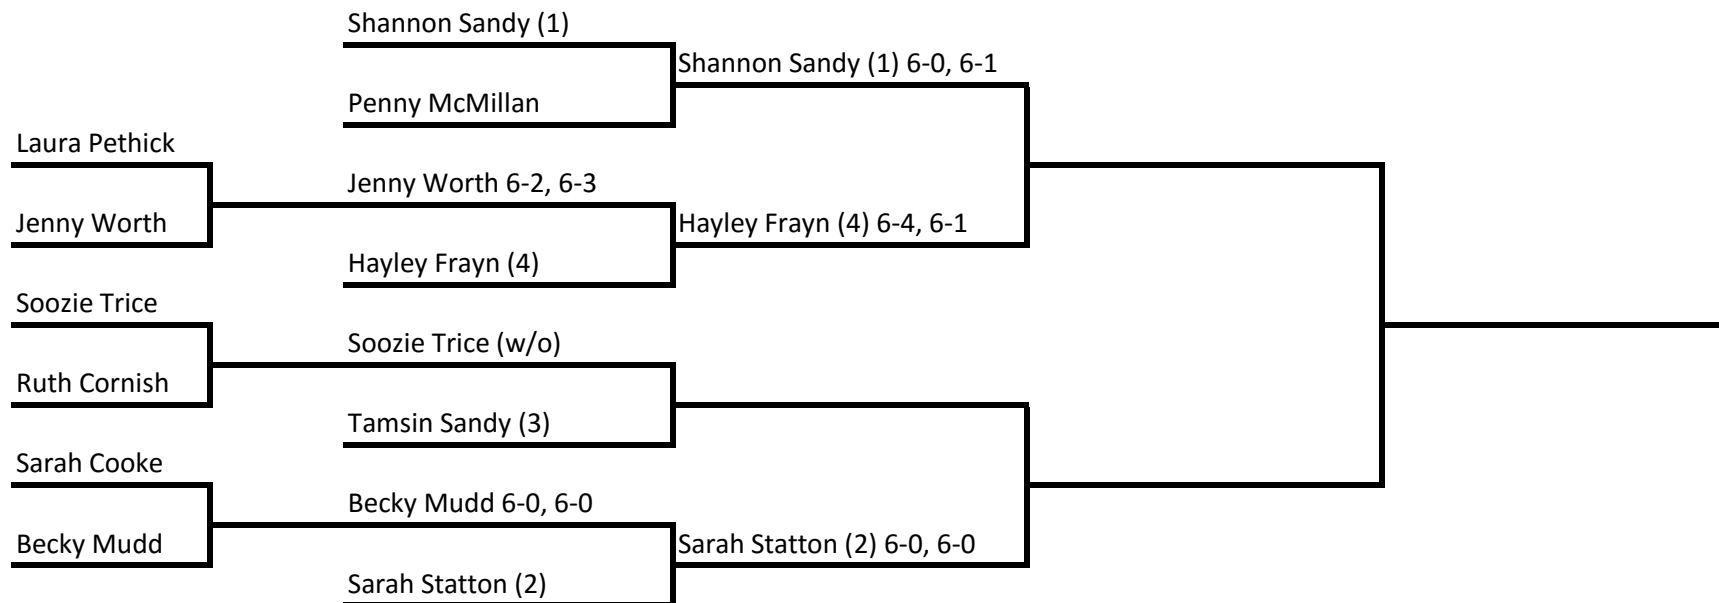 Shannon Sandy (1)
Shannon Sandy (1) 6-0, 6-1
Penny McMillan
Laura Pethick
Jenny Worth 6-2, 6-3
Jenny Worth
Hayley Frayn (4) 6-4, 6-1
Hayley Frayn (4)
Soozie Trice
Soozie Trice (w/o)
Ruth Cornish
Tamsin Sandy (3)
Sarah Cooke
Becky Mudd 6-0, 6-0
Becky Mudd
Sarah Statton (2) 6-0, 6-0
Sarah Statton (2)